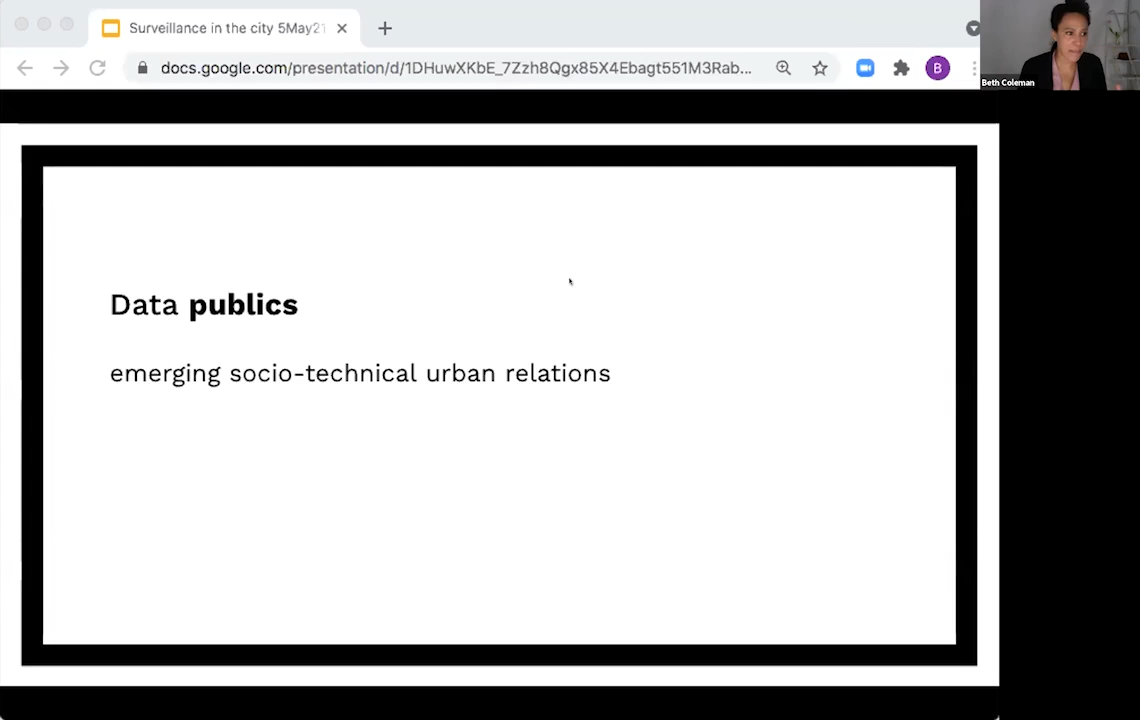 Surveillance in the city 5May21
docs.google.com/presentation/d/1DHuwXKbE_7Zzh8Qgx85X4Ebagt551M3Rab...
B
Beth Coleman
Data publics
emerging socio-technical urban relations